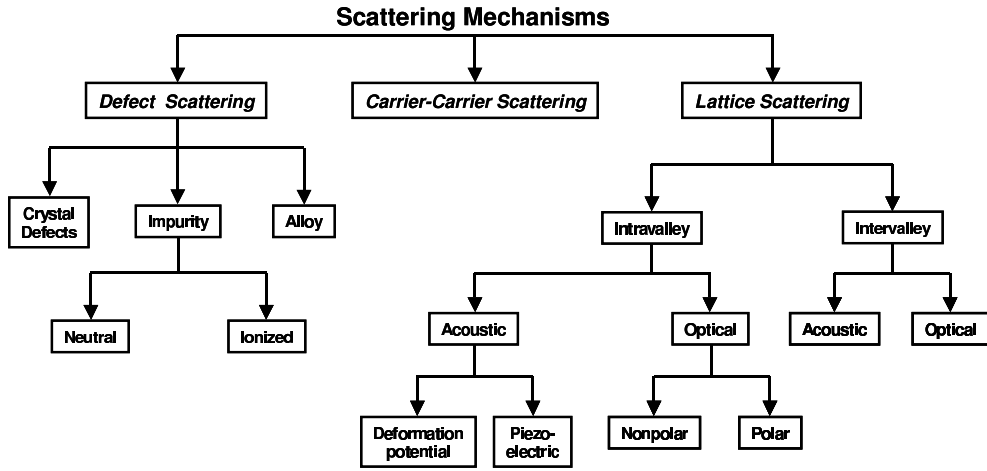 Scattering Mechanisms
Defect Scattering
Carrier-Carrier Scattering
Lattice Scattering
Crystal
Defects
Impurity
Alloy
Intravalley
Intervalley
Neutral
Ionized
Acoustic
Optical
Acoustic
Optical
Deformation
potential
Piezo-
electric
Nonpolar
Polar